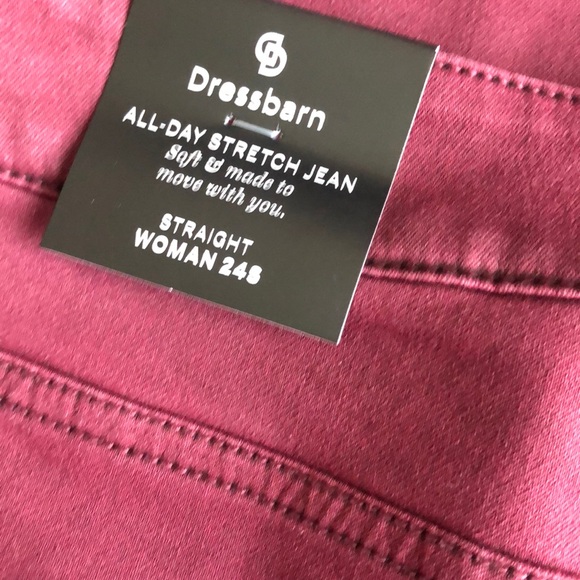 Dressbarn
ALL-DAY STRETCH JEAN
Soft & made to
move with you.
STRAIGHT
WOMAN 24S